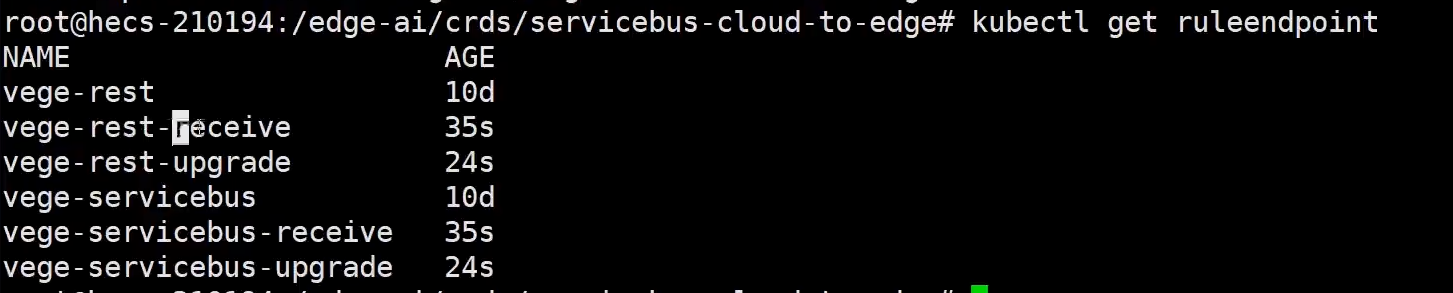 root@hecs-210194:/edge-ai/crds/servicebus-cloud-to-edge# kubectl get ruleendpoint
NAME                      AGE
vege-rest                 10d
vege-rest-receive         35s
vege-rest-upgrade         24s
vege-servicebus           10d
vege-servicebus-receive   35s
vege-servicebus-upgrade   24s